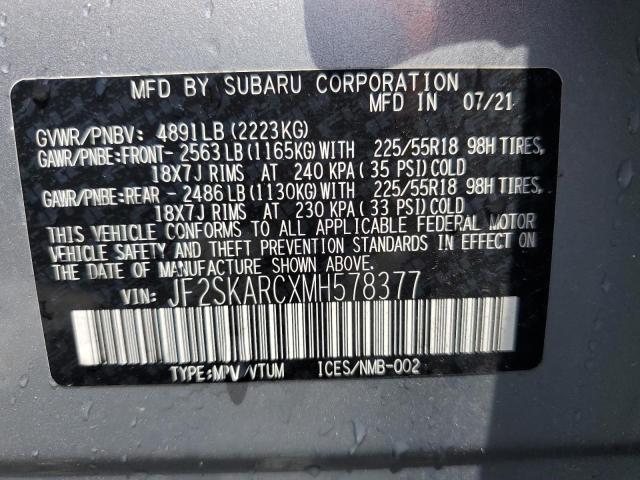 MFD BY SUBARU CORPORATION
MFD IN 07/21
GVWR/PNBV: 4891LB (2223KG)
GAWR/PNBE:FRONT- 2563LB (1165KG) WITH 225/55R18 98H TIRES,
18X7J RIMS AT 240 KPA (35 PSI) COLD
GAWR/PNBE:REAR - 2486LB (1130KG) WITH 225/55R18 98H TIRES,
18X7J RIMS AT 230 KPA (33 PSI) COLD
THIS VEHICLE CONFORMS TO ALL APPLICABLE FEDERAL MOTOR
VEHICLE SAFETY AND THEFT PREVENTION STANDARDS IN EFFECT ON
THE DATE OF MANUFACTURE SHOWN ABOVE.
VIN: JF2SKARCXMH578377
TYPE:MPV/VTUM ICES/NMB-002